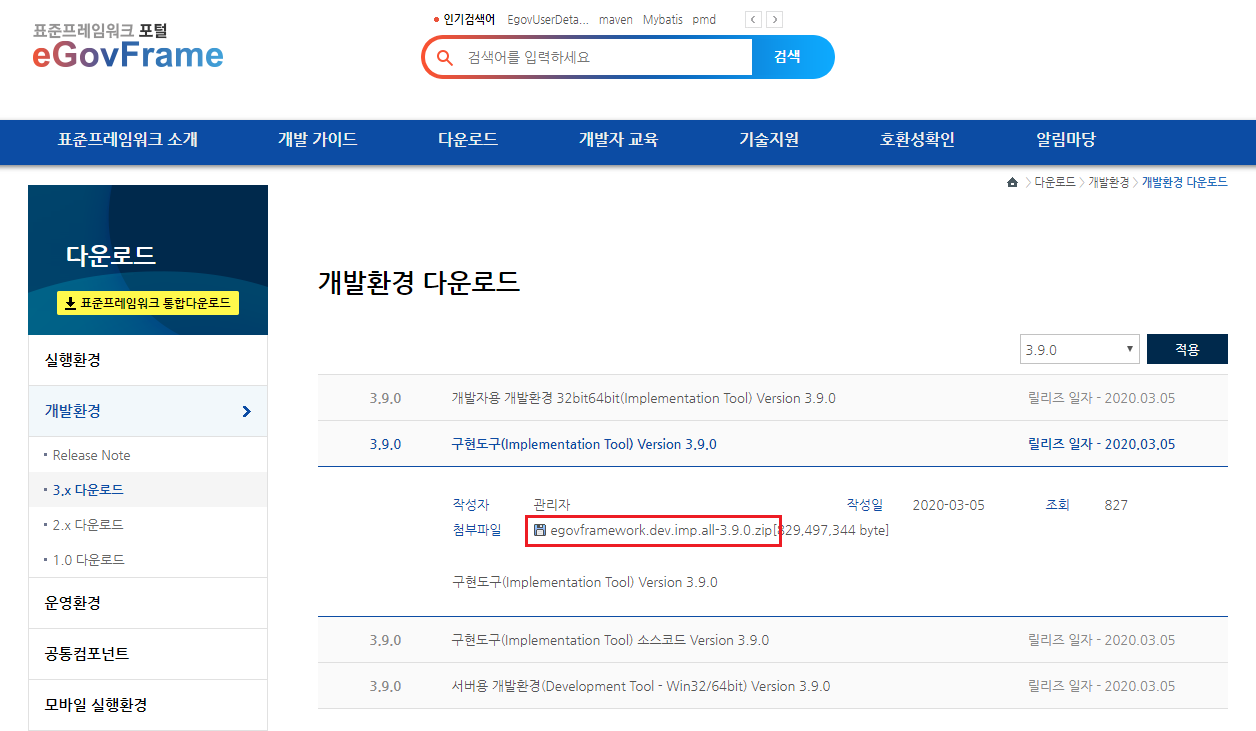 표준프레임워크 포털
eGovFrame
인기검색어 EgovUserDeta... maven Mybatis pmd
검색어를 입력하세요 검색
표준프레임워크 소개 개발 가이드 다운로드 개발자 교육 기술지원 호환성확인 알림마당
> 다운로드 > 개발환경 > 개발환경 다운로드
다운로드
표준프레임워크 통합다운로드
실행환경
개발환경
· Release Note
· 3.x 다운로드
· 2.x 다운로드
· 1.0 다운로드
운영환경
공통컴포넌트
모바일 실행환경
개발환경 다운로드
3.9.0 적용
3.9.0 개발자용 개발환경 32bit64bit(Implementation Tool) Version 3.9.0 릴리즈 일자 - 2020.03.05
3.9.0 구현도구(Implementation Tool) Version 3.9.0 릴리즈 일자 - 2020.03.05
작성자 관리자 작성일 2020-03-05 조회 827
첨부파일 egovframework.dev.imp.all-3.9.0.zip[829,497,344 byte]
구현도구(Implementation Tool) Version 3.9.0
3.9.0 구현도구(Implementation Tool) 소스코드 Version 3.9.0 릴리즈 일자 - 2020.03.05
3.9.0 서버용 개발환경(Development Tool - Win32/64bit) Version 3.9.0 릴리즈 일자 - 2020.03.05